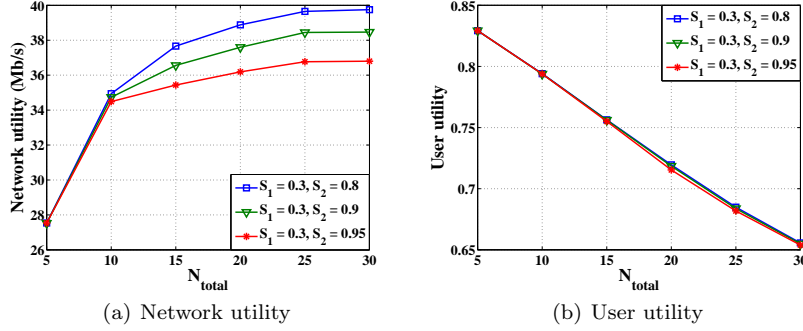 40
38
36
34
32
30
28
26
Network utility (Mb/s)
5
10
15
20
25
30
N_total
S_1 = 0.3, S_2 = 0.8
S_1 = 0.3, S_2 = 0.9
S_1 = 0.3, S_2 = 0.95
(a) Network utility
0.85
0.8
0.75
0.7
0.65
User utility
5
10
15
20
25
30
N_total
S_1 = 0.3, S_2 = 0.8
S_1 = 0.3, S_2 = 0.9
S_1 = 0.3, S_2 = 0.95
(b) User utility